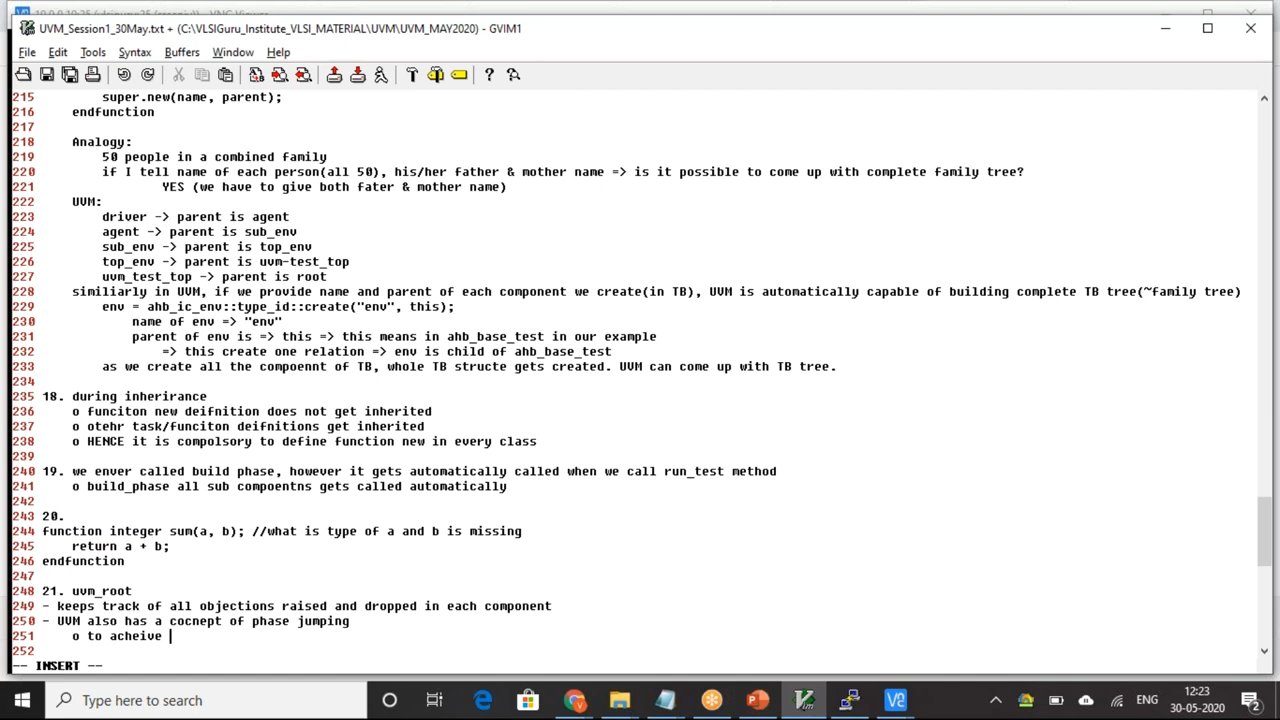 UVM_Session1_30May.txt + (C:\VLSIGuru_Institute_VLSI_MATERIAL\UVM\UVM_MAY2020) - GVIM1
File Edit Tools Syntax Buffers Window Help
215 super.new(name, parent);
216 endfunction
217
218 Analogy:
219 50 people in a combined family
220 if I tell name of each person(all 50), his/her father & mother name => is it possible to come up with complete family tree?
221 YES (we have to give both fater & mother name)
222 UVM:
223 driver -> parent is agent
224 agent -> parent is sub_env
225 sub_env -> parent is top_env
226 top_env -> parent is uvm-test_top
227 uvm_test_top -> parent is root
228 similiarly in UVM, if we provide name and parent of each component we create(in TB), UVM is automatically capable of building complete TB tree(~family tree)
229 env = ahb_ic_env::type_id::create("env", this);
230 name of env => "env"
231 parent of env is => this => this means in ahb_base_test in our example
232 => this create one relation => env is child of ahb_base_test
233 as we create all the compoennt of TB, whole TB structe gets created. UVM can come up with TB tree.
234
235 18. during inherirance
236 o funciton new deifnition does not get inherited
237 o otehr task/funciton deifnitions get inherited
238 o HENCE it is compolsory to define function new in every class
239
240 19. we enver called build phase, however it gets automatically called when we call run_test method
241 o build_phase all sub compoentns gets called automatically
242
243 20.
244 function integer sum(a, b); //what is type of a and b is missing
245 return a + b;
246 endfunction
247
248 21. uvm_root
249 - keeps track of all objections raised and dropped in each component
250 - UVM also has a cocnept of phase jumping
251 o to acheive
252
-- INSERT --
Type here to search
ENG
12:23
30-05-2020
2